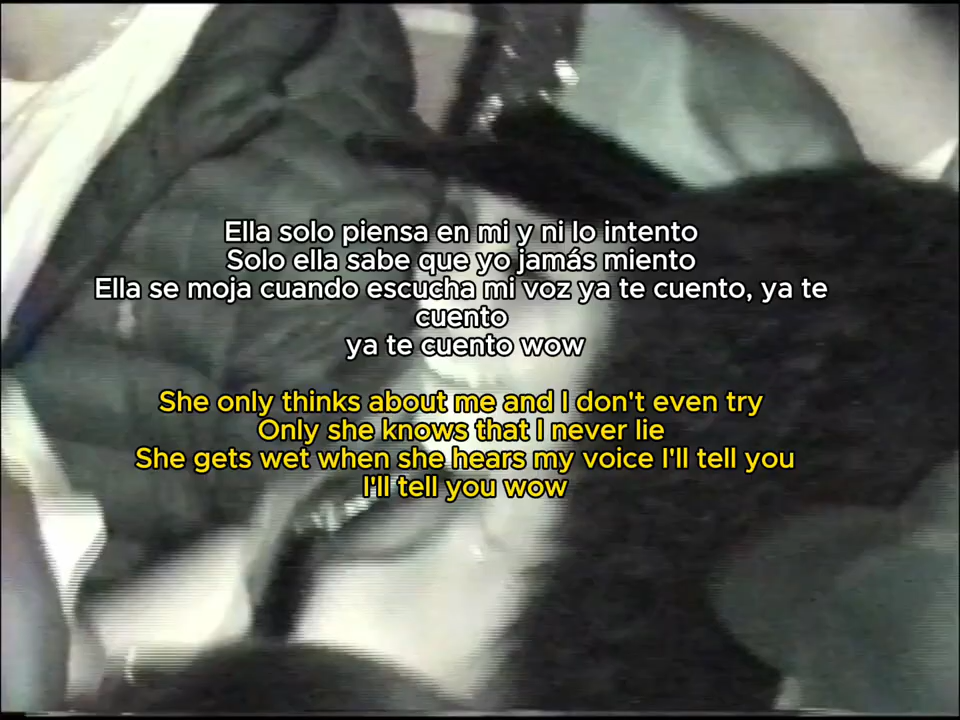 Ella solo piensa en mi y ni lo intento
Solo ella sabe que yo jamás miento
Ella se moja cuando escucha mi voz ya te cuento, ya te
cuento
ya te cuento wow
She only thinks about me and I don't even try
Only she knows that I never lie
She gets wet when she hears my voice I'll tell you
I'll tell you wow